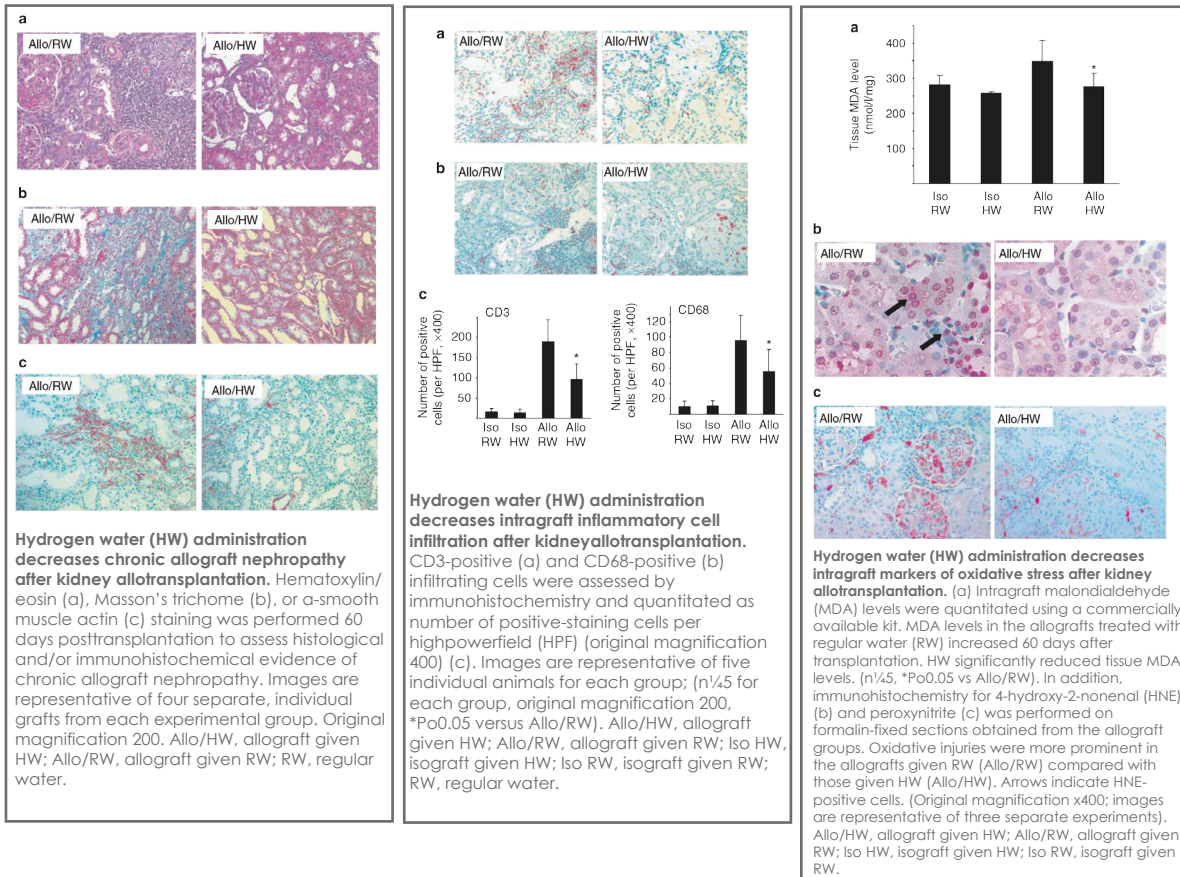 a
Allo/RW
Allo/HW
b
Allo/RW
Allo/HW
c
Allo/RW
Allo/HW
Hydrogen water (HW) administration
decreases chronic allograft nephropathy
after kidney allotransplantation. Hematoxylin/
eosin (a), Masson's trichome (b), or a-smooth
muscle actin (c) staining was performed 60
days posttransplantation to assess histological
and/or immunohistochemical evidence of
chronic allograft nephropathy. Images are
representative of four separate, individual
grafts from each experimental group. Original
magnification 200. Allo/HW, allograft given
HW; Allo/RW, allograft given RW; RW, regular
water.
a
Allo/RW
Allo/HW
b
Allo/RW
Allo/HW
c
CD3
Number of positive
cells (per HPF, ×400)
200
150
100
50
Iso RW
Iso HW
Allo RW
Allo HW
*
CD68
Number of positive
cells (per HPF, ×400)
120
100
80
60
40
20
Iso RW
Iso HW
Allo RW
Allo HW
*
Hydrogen water (HW) administration
decreases intragraft inflammatory cell
infiltration after kidneyallotransplantation.
CD3-positive (a) and CD68-positive (b)
infiltrating cells were assessed by
immunohistochemistry and quantitated as
number of positive-staining cells per
highpowerfield (HPF) (original magnification
400) (c). Images are representative of five
individual animals for each group; (n¼5 for
each group, original magnification 200,
*Po0.05 versus Allo/RW). Allo/HW, allograft
given HW; Allo/RW, allograft given RW; Iso HW,
isograft given HW; Iso RW, isograft given RW;
RW, regular water.
a
Tissue MDA level
(nmol/l/mg)
400
300
200
100
Iso RW
Iso HW
Allo RW
Allo HW
*
b
Allo/RW
Allo/HW
c
Allo/RW
Allo/HW
Hydrogen water (HW) administration decreases
intragraft markers of oxidative stress after kidney
allotransplantation. (a) Intragraft malondialdehyde
(MDA) levels were quantitated using a commercially
available kit. MDA levels in the allografts treated with
regular water (RW) increased 60 days after
transplantation. HW significantly reduced tissue MDA
levels. (n¼5, *Po0.05 vs Allo/RW). In addition,
immunohistochemistry for 4-hydroxy-2-nonenal (HNE)
(b) and peroxynitrite (c) was performed on
formalin-fixed sections obtained from the allograft
groups. Oxidative injuries were more prominent in
the allografts given RW (Allo/RW) compared with
those given HW (Allo/HW). Arrows indicate HNE-
positive cells. (Original magnification x400; images
are representative of three separate experiments).
Allo/HW, allograft given HW; Allo/RW, allograft given
RW; Iso HW, isograft given HW; Iso RW, isograft given
RW.